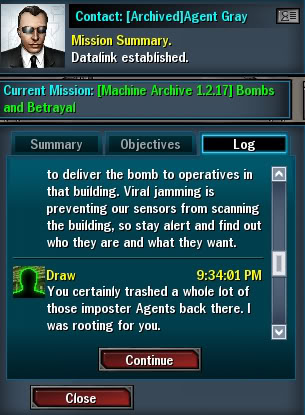 Contact: [Archived]Agent Gray
Mission Summary.
Datalink established.
Current Mission: [Machine Archive 1.2.17] Bombs
and Betrayal
Summary
Objectives
Log
to deliver the bomb to operatives in
that building. Viral jamming is
preventing our sensors from scanning
the building, so stay alert and find out
who they are and what they want.
Draw 9:34:01 PM
You certainly trashed a whole lot of
those imposter Agents back there. I
was rooting for you.
Continue
Close